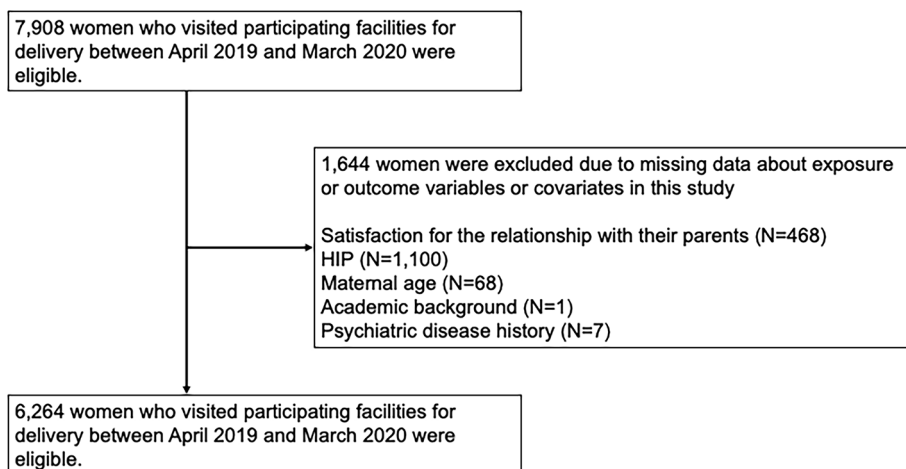 7,908 women who visited participating facilities for
delivery between April 2019 and March 2020 were
eligible.
1,644 women were excluded due to missing data about exposure
or outcome variables or covariates in this study
Satisfaction for the relationship with their parents (N=468)
HIP (N=1,100)
Maternal age (N=68)
Academic background (N=1)
Psychiatric disease history (N=7)
6,264 women who visited participating facilities for
delivery between April 2019 and March 2020 were
eligible.